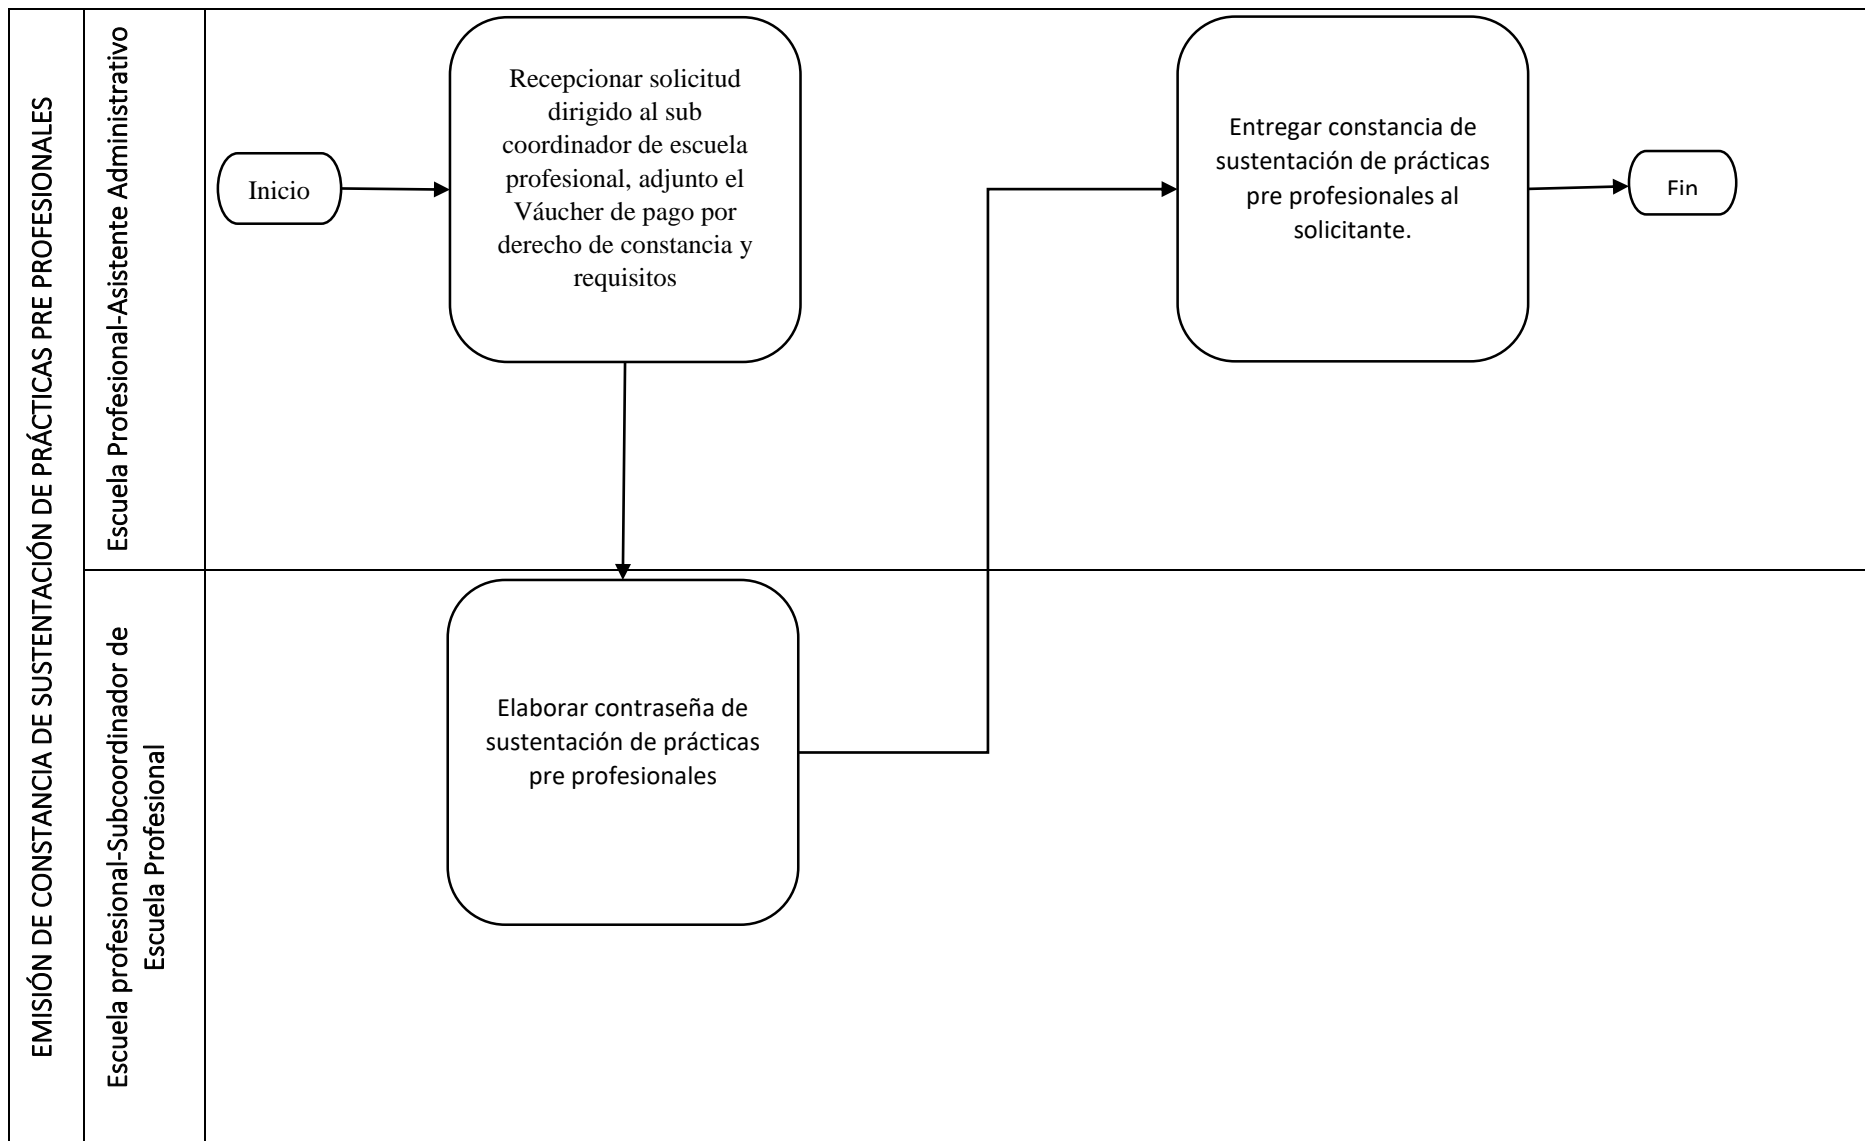 EMISIÓN DE CONSTANCIA DE SUSTENTACIÓN DE PRÁCTICAS PRE PROFESIONALES
Escuela Profesional-Asistente Administrativo
Inicio
Recepcionar solicitud
dirigido al sub
coordinador de escuela
profesional, adjunto el
Váucher de pago por
derecho de constancia y
requisitos
Entregar constancia de
sustentación de prácticas
pre profesionales al
solicitante.
Fin
Escuela profesional-Subcoordinador de
Escuela Profesional
Elaborar contraseña de
sustentación de prácticas
pre profesionales